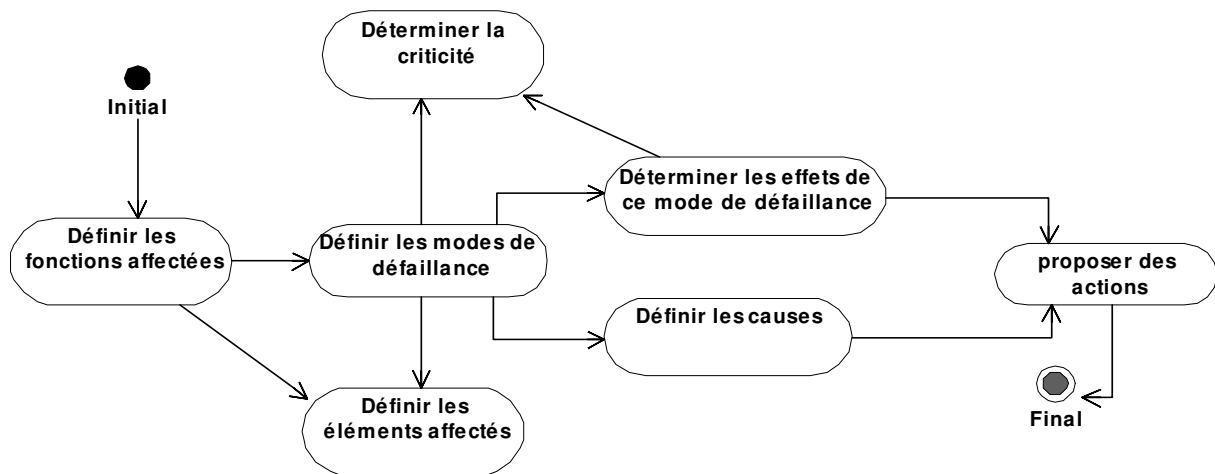 Déterminer la
criticité
Initial
Déterminer les effets de
ce mode de défaillance
Définir les
fonctions affectées
Définir les modes de
défaillance
proposer des
actions
Définir les causes
Définir les
éléments affectés
Final